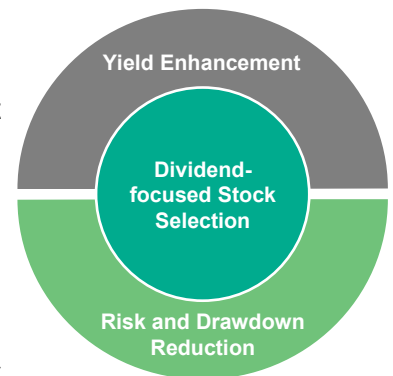 Yield Enhancement
Dividend-
focused Stock
Selection
Risk and Drawdown
Reduction